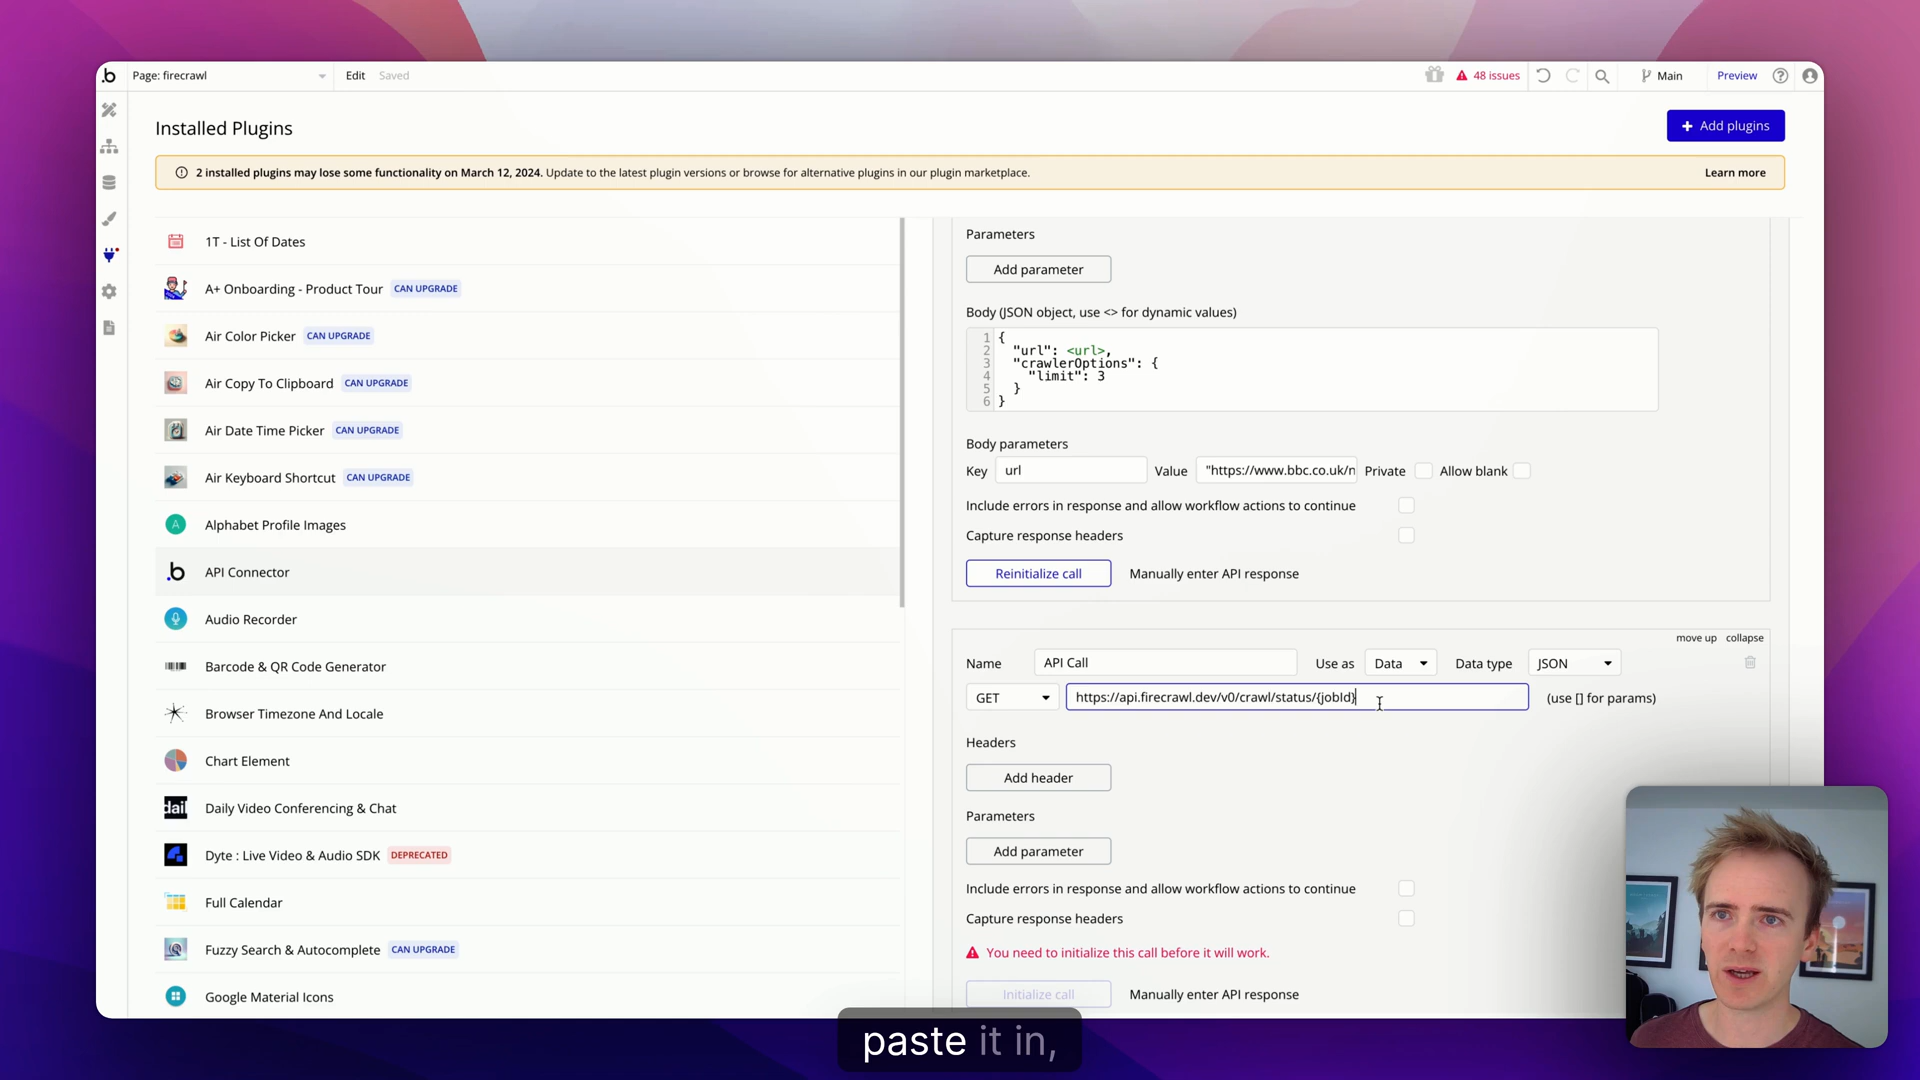 .b Page: firecrawl Edit Saved 48 issues Main Preview
Installed Plugins
+ Add plugins
2 installed plugins may lose some functionality on March 12, 2024. Update to the latest plugin versions or browse for alternative plugins in our plugin marketplace. Learn more
1T - List Of Dates
A+ Onboarding - Product Tour CAN UPGRADE
Air Color Picker CAN UPGRADE
Air Copy To Clipboard CAN UPGRADE
Air Date Time Picker CAN UPGRADE
Air Keyboard Shortcut CAN UPGRADE
A Alphabet Profile Images
.b API Connector
Audio Recorder
Barcode & QR Code Generator
Browser Timezone And Locale
Chart Element
dail Daily Video Conferencing & Chat
Dyte : Live Video & Audio SDK DEPRECATED
Full Calendar
Fuzzy Search & Autocomplete CAN UPGRADE
Google Material Icons
Parameters
Add parameter
Body (JSON object, use <> for dynamic values)
1 {
2 "url": <url>,
3 "crawlerOptions": {
4 "limit": 3
5 }
6 }
Body parameters
Key url Value "https://www.bbc.co.uk/n Private Allow blank
Include errors in response and allow workflow actions to continue
Capture response headers
Reinitialize call Manually enter API response
move up collapse
Name API Call Use as Data Data type JSON
GET https://api.firecrawl.dev/v0/crawl/status/{jobId} (use [] for params)
Headers
Add header
Parameters
Add parameter
Include errors in response and allow workflow actions to continue
Capture response headers
You need to initialize this call before it will work.
Initialize call Manually enter API response
paste it in,